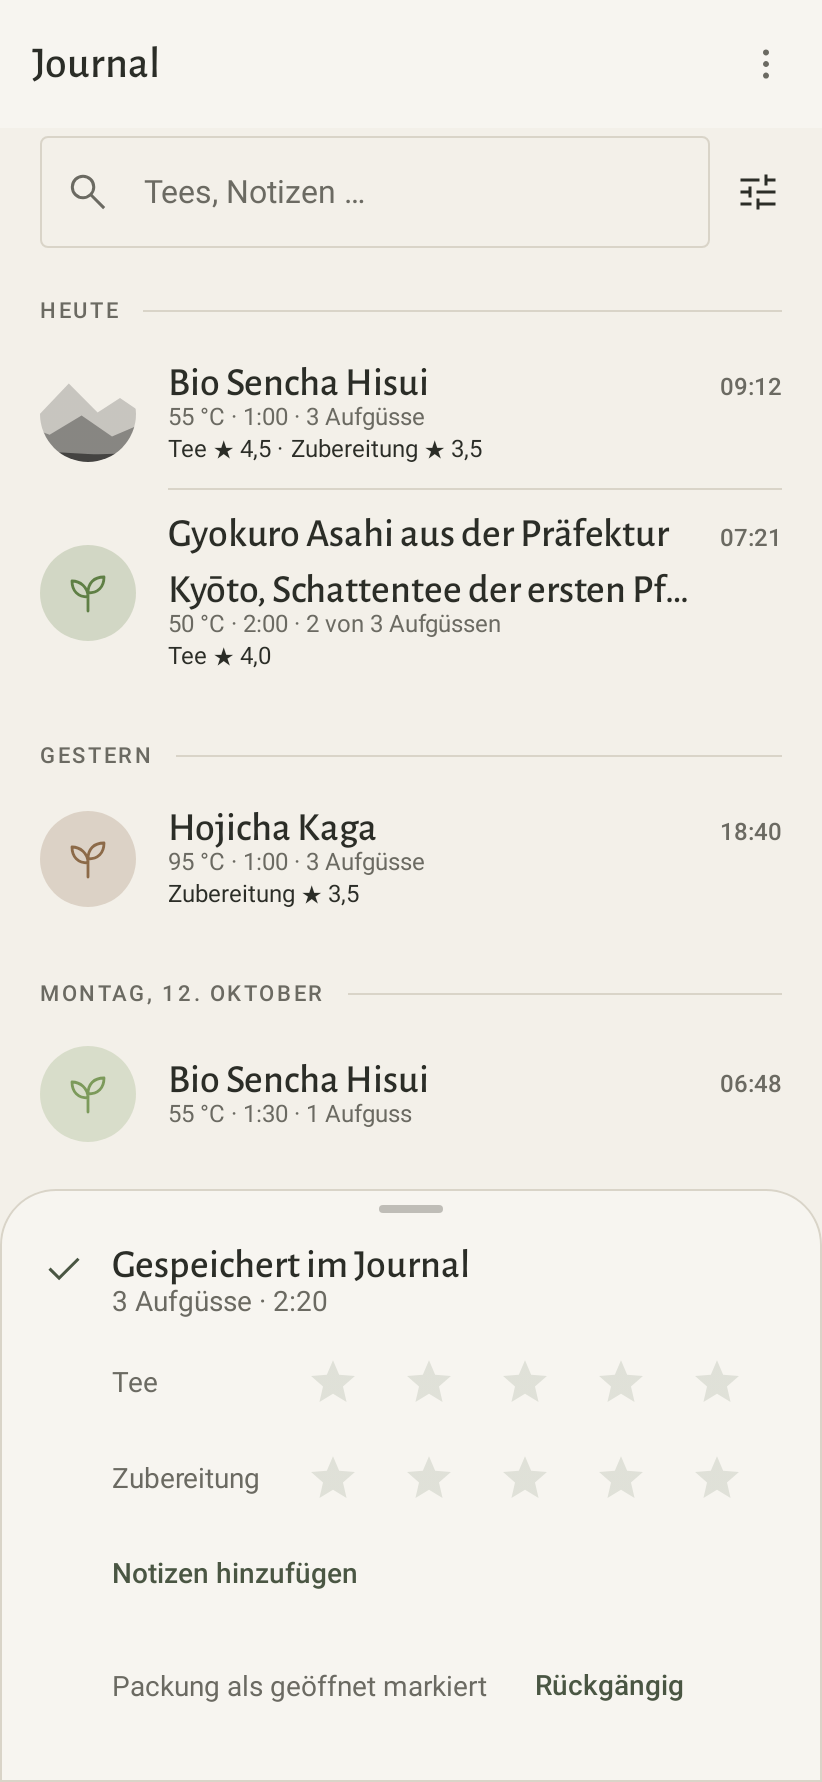 Journal
Tees, Notizen …
HEUTE
Bio Sencha Hisui 09:12
55 °C · 1:00 · 3 Aufgüsse
Tee ★ 4,5 · Zubereitung ★ 3,5
Gyokuro Asahi aus der Präfektur 07:21
Kyōto, Schattentee der ersten Pf…
50 °C · 2:00 · 2 von 3 Aufgüssen
Tee ★ 4,0
GESTERN
Hojicha Kaga 18:40
95 °C · 1:00 · 3 Aufgüsse
Zubereitung ★ 3,5
MONTAG, 12. OKTOBER
Bio Sencha Hisui 06:48
55 °C · 1:30 · 1 Aufguss
Gespeichert im Journal
3 Aufgüsse · 2:20
Tee
Zubereitung
Notizen hinzufügen
Packung als geöffnet markiert Rückgängig